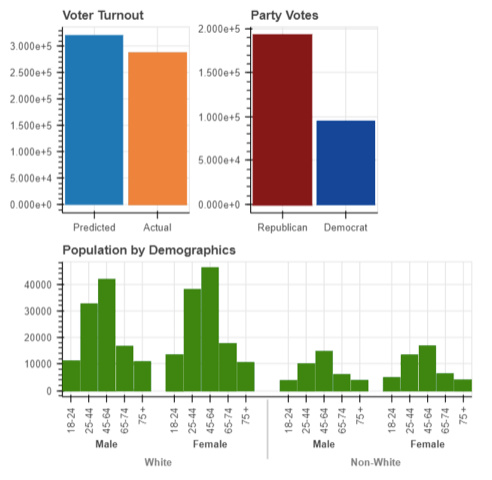 Voter Turnout
3.000e+5
2.500e+5
2.000e+5
1.500e+5
1.000e+5
5.000e+4
0.000e+0
Predicted Actual
Party Votes
2.000e+5
1.500e+5
1.000e+5
5.000e+4
0.000e+0
Republican Democrat
Population by Demographics
40000
30000
20000
10000
0
18-24 25-44 45-64 65-74 75+ 18-24 25-44 45-64 65-74 75+ 18-24 25-44 45-64 65-74 75+ 18-24 25-44 45-64 65-74 75+
Male Female Male Female
White Non-White